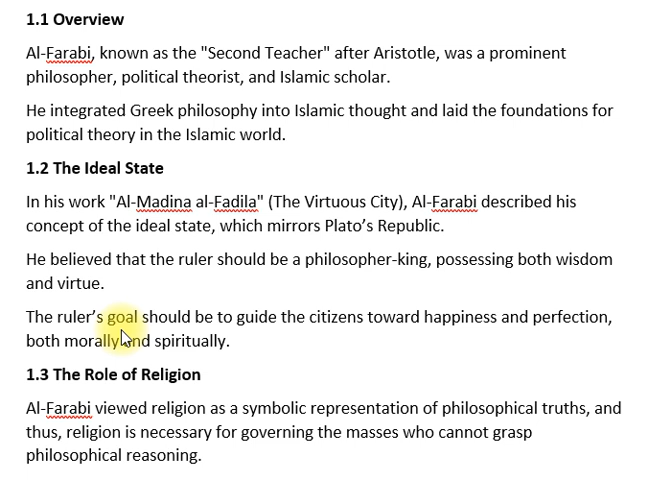 1.1 Overview
Al-Farabi, known as the "Second Teacher" after Aristotle, was a prominent
philosopher, political theorist, and Islamic scholar.
He integrated Greek philosophy into Islamic thought and laid the foundations for
political theory in the Islamic world.
1.2 The Ideal State
In his work "Al-Madina al-Fadila" (The Virtuous City), Al-Farabi described his
concept of the ideal state, which mirrors Plato’s Republic.
He believed that the ruler should be a philosopher-king, possessing both wisdom
and virtue.
The ruler’s goal should be to guide the citizens toward happiness and perfection,
both morally and spiritually.
1.3 The Role of Religion
Al-Farabi viewed religion as a symbolic representation of philosophical truths, and
thus, religion is necessary for governing the masses who cannot grasp
philosophical reasoning.